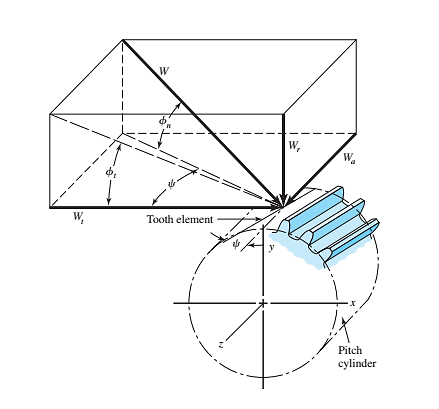 W
ϕn
Wr
Wa
ϕt
ψ
Wt
Tooth element
ψ
y
x
z
Pitch
cylinder